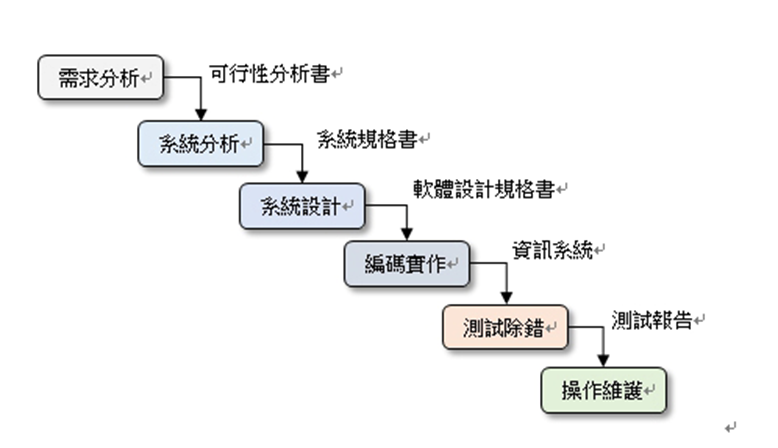 需求分析
可行性分析書
系統分析
系統規格書
系統設計
軟體設計規格書
編碼實作
資訊系統
測試除錯
測試報告
操作維護